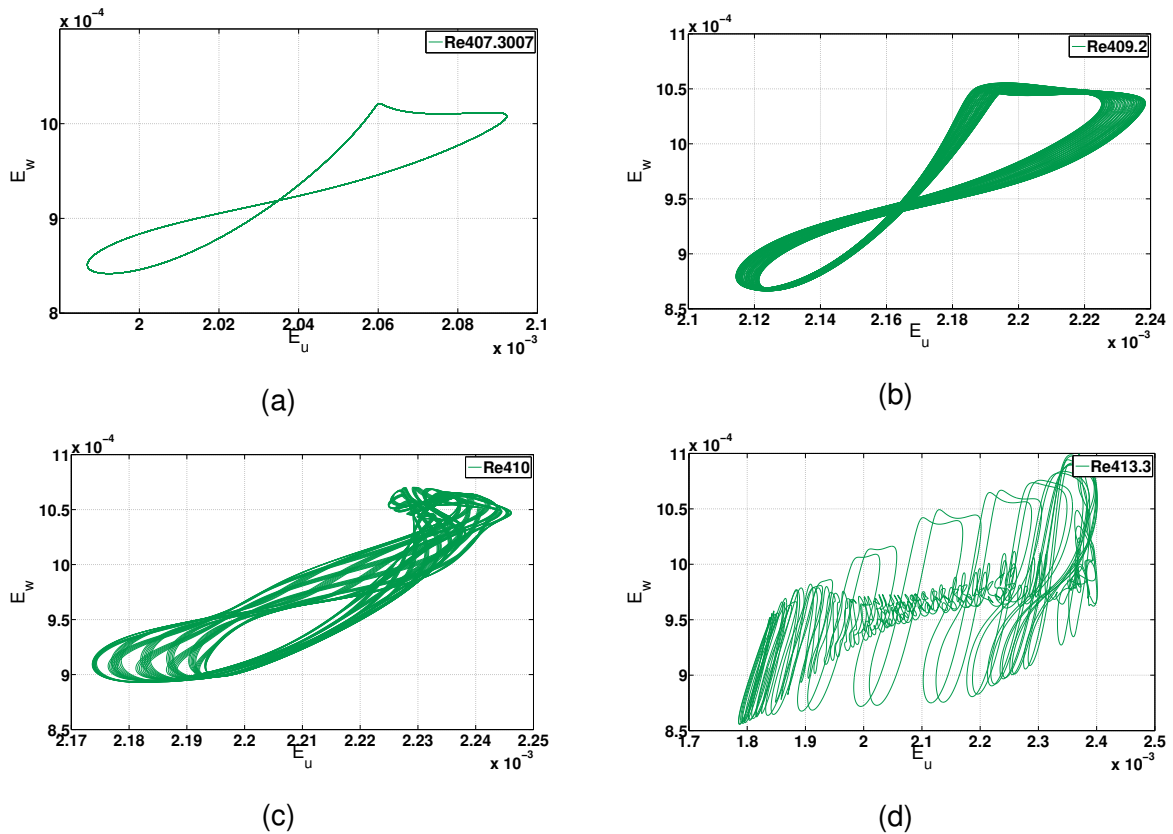 x 10⁻⁴
Re407.3007
10
9
8
E_w
2
2.02
2.04
2.06
2.08
2.1
E_u
x 10⁻³
(a)
x 10⁻⁴
Re409.2
11
10.5
10
9.5
9
8.5
E_w
2.1
2.12
2.14
2.16
2.18
2.2
2.22
2.24
E_u
x 10⁻³
(b)
x 10⁻⁴
Re410
11
10.5
10
9.5
9
8.5
E_w
2.17
2.18
2.19
2.2
2.21
2.22
2.23
2.24
2.25
E_u
x 10⁻³
(c)
x 10⁻⁴
Re413.3
11
10.5
10
9.5
9
8.5
E_w
1.7
1.8
1.9
2
2.1
2.2
2.3
2.4
2.5
E_u
x 10⁻³
(d)